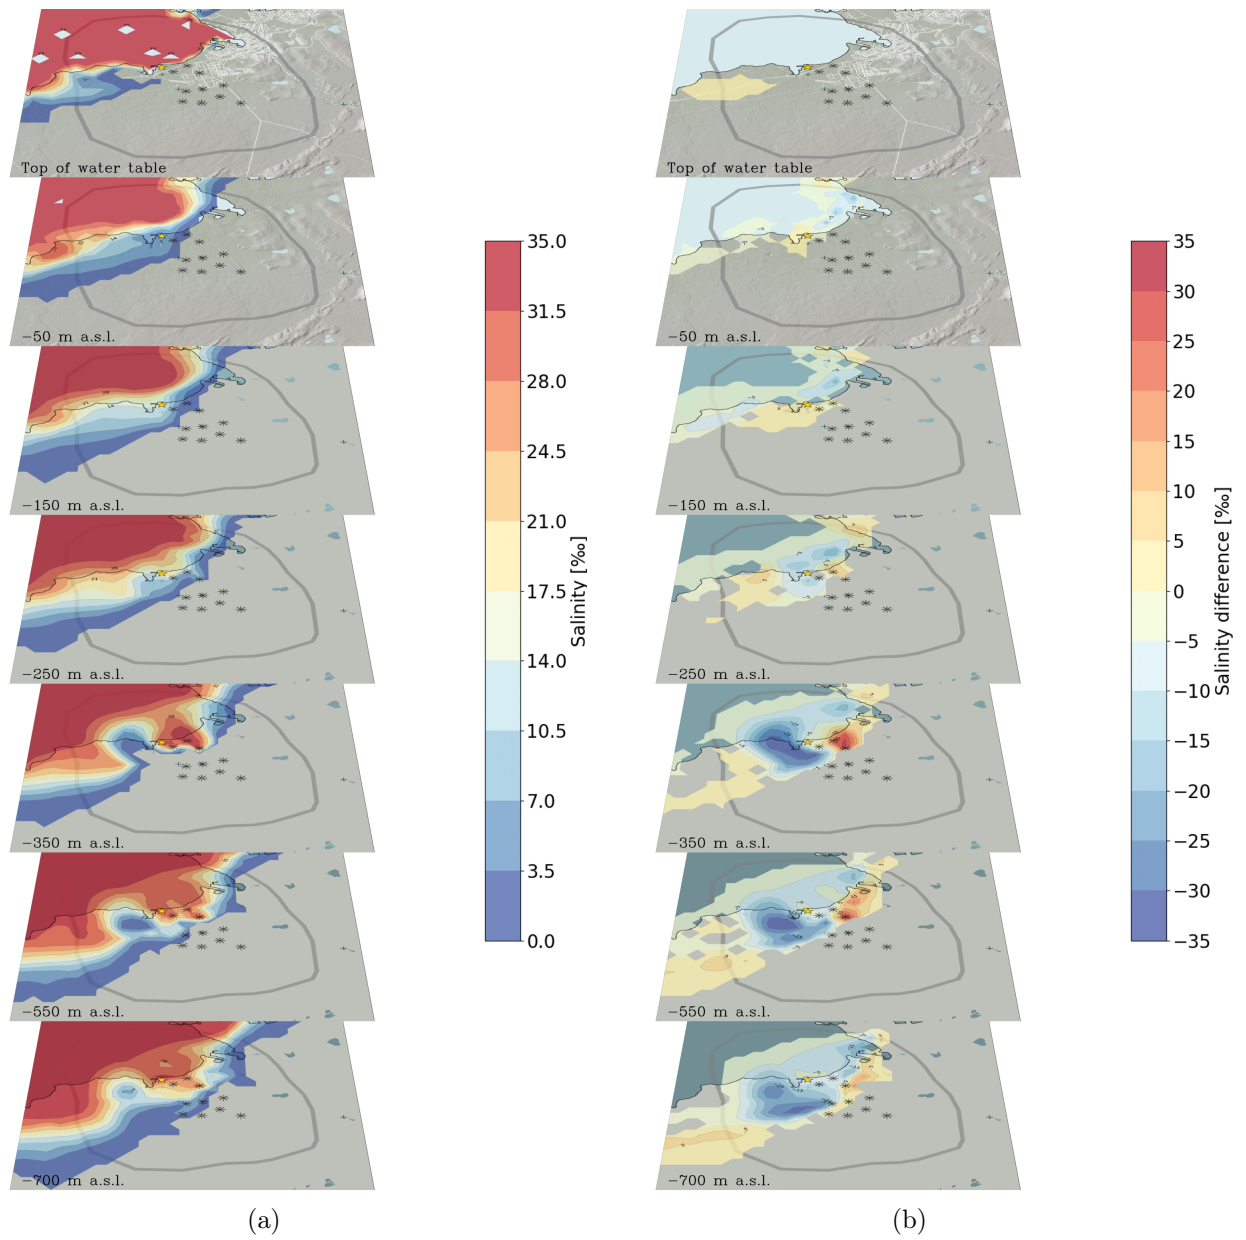 Top of water table
−50 m a.s.l.
−150 m a.s.l.
−250 m a.s.l.
−350 m a.s.l.
−550 m a.s.l.
−700 m a.s.l.
35.0
31.5
28.0
24.5
21.0
17.5
14.0
10.5
7.0
3.5
0.0
Salinity [‰]
(a)
Top of water table
−50 m a.s.l.
−150 m a.s.l.
−250 m a.s.l.
−350 m a.s.l.
−550 m a.s.l.
−700 m a.s.l.
35
30
25
20
15
10
5
0
−5
−10
−15
−20
−25
−30
−35
Salinity difference [‰]
(b)